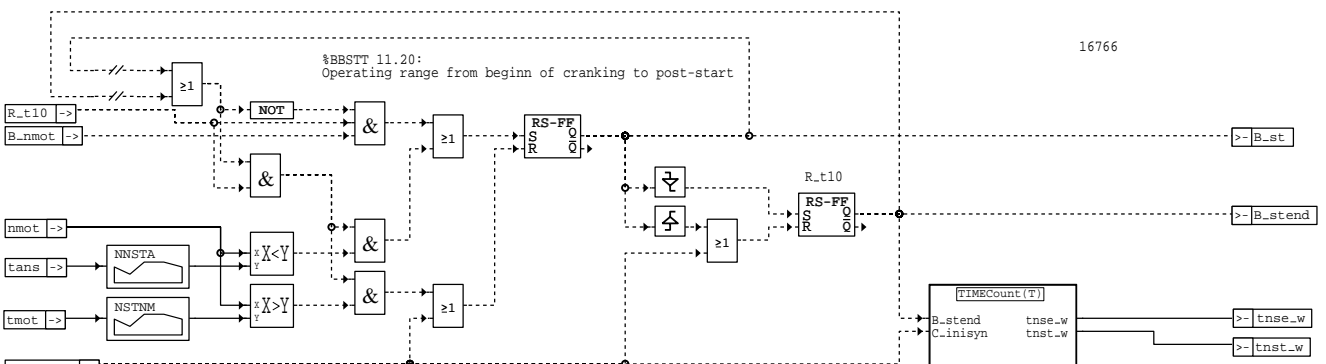 16766
%BBSTT 11.20:
Operating range from beginn of cranking to post-start
≥1
R_t10 ->
NOT
B_nmot ->
&
≥1
RS-FF
S Q
R Q
>- B_st
&
R_t10
RS-FF
S Q
R Q
>- B_stend
nmot ->
&
≥1
NNSTA
X X<Y
Y
tans ->
&
NSTNM
X X>Y
Y
≥1
tmot ->
TIMECount(T)
B_stend tnse_w
C_inisyn tnst_w
>- tnse_w
>- tnst_w